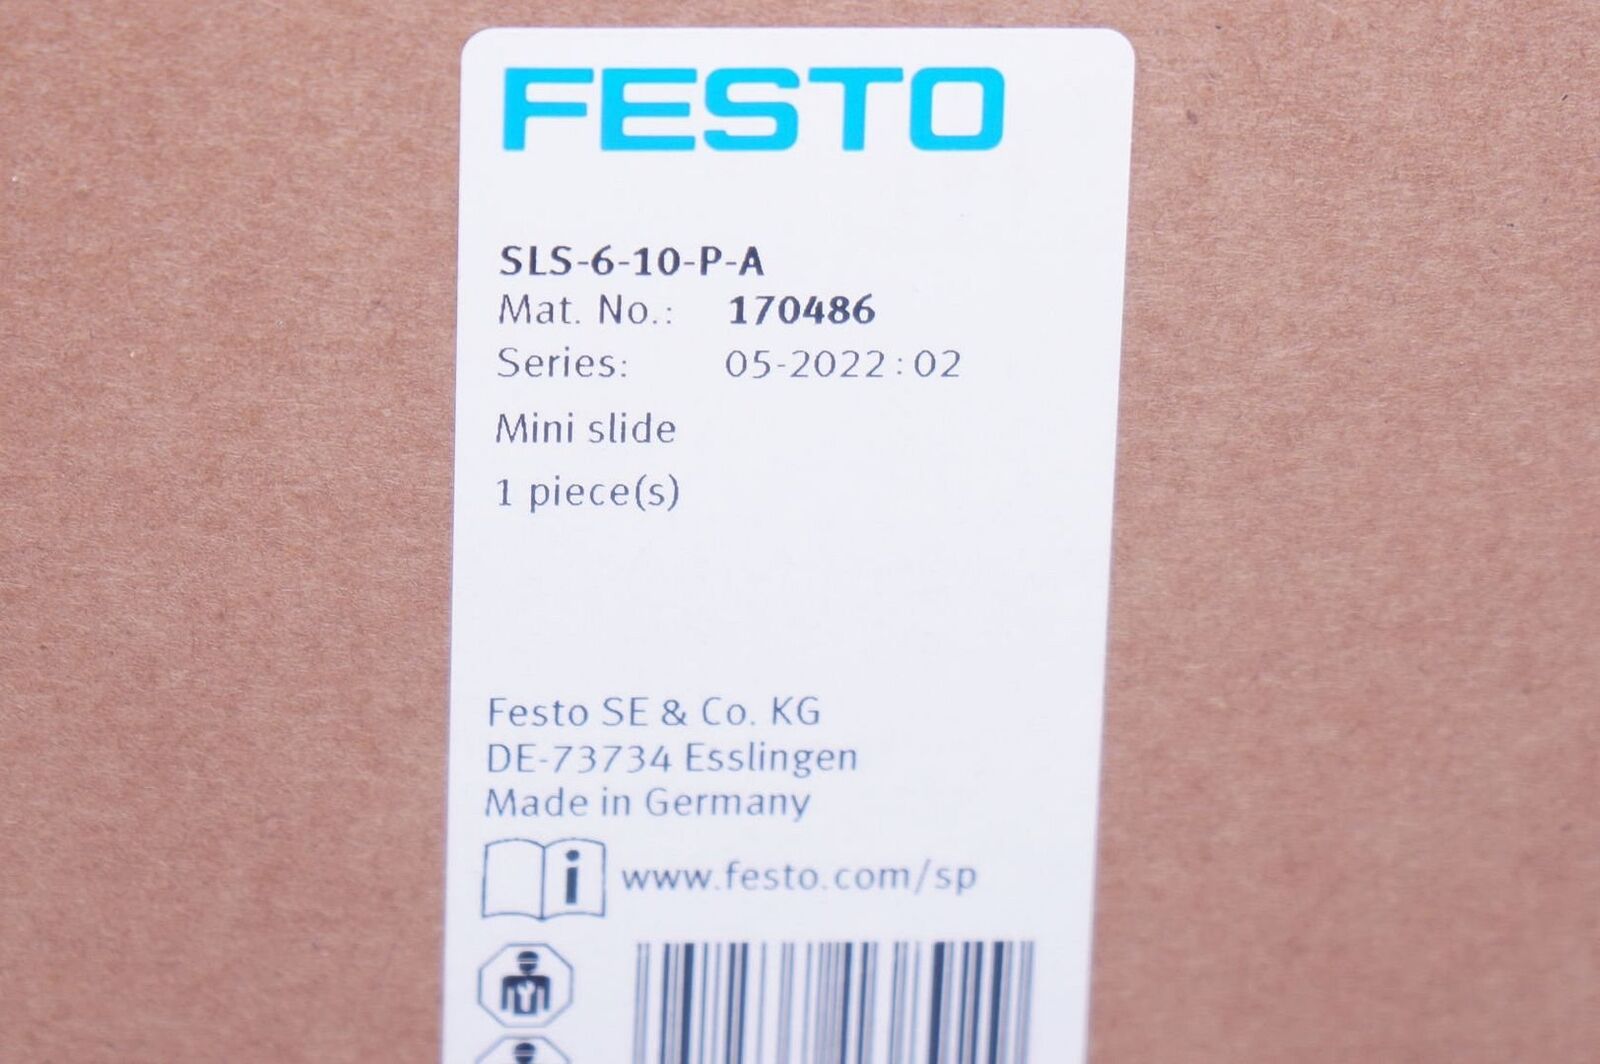 FESTO
SLS-6-10-P-A
Mat. No.: 170486
Series: 05-2022:02
Mini slide
1 piece(s)
Festo SE & Co. KG
DE-73734 Esslingen
Made in Germany
i www.festo.com/sp